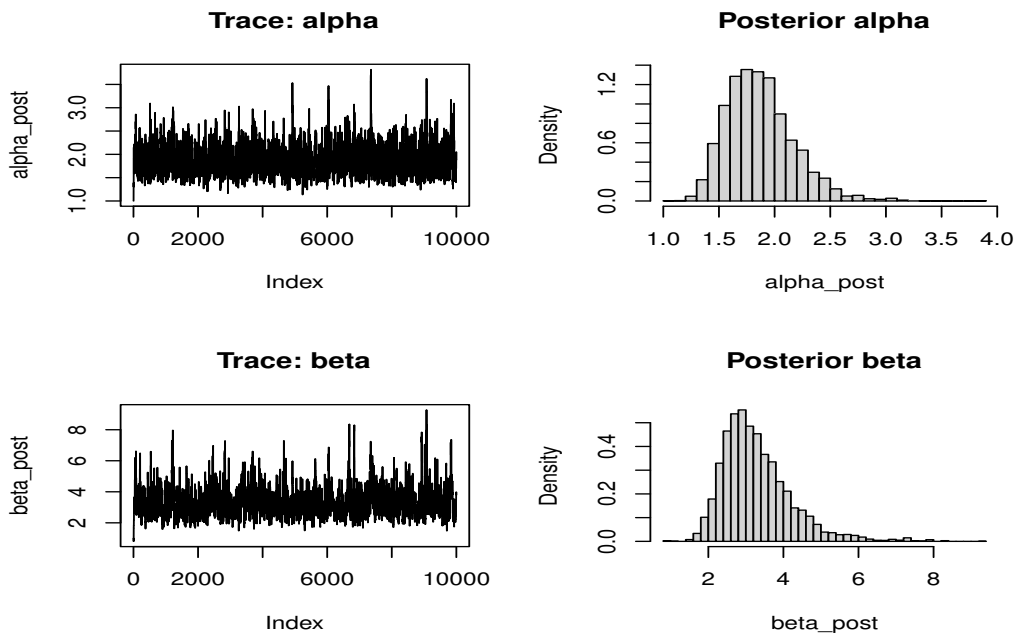 Trace: alpha
alpha_post
1.0 2.0 3.0
0 2000 6000 10000
Index
Posterior alpha
Density
0.0 0.6 1.2
1.0 1.5 2.0 2.5 3.0 3.5 4.0
alpha_post
Trace: beta
beta_post
2 4 6 8
0 2000 6000 10000
Index
Posterior beta
Density
0.0 0.2 0.4
2 4 6 8
beta_post